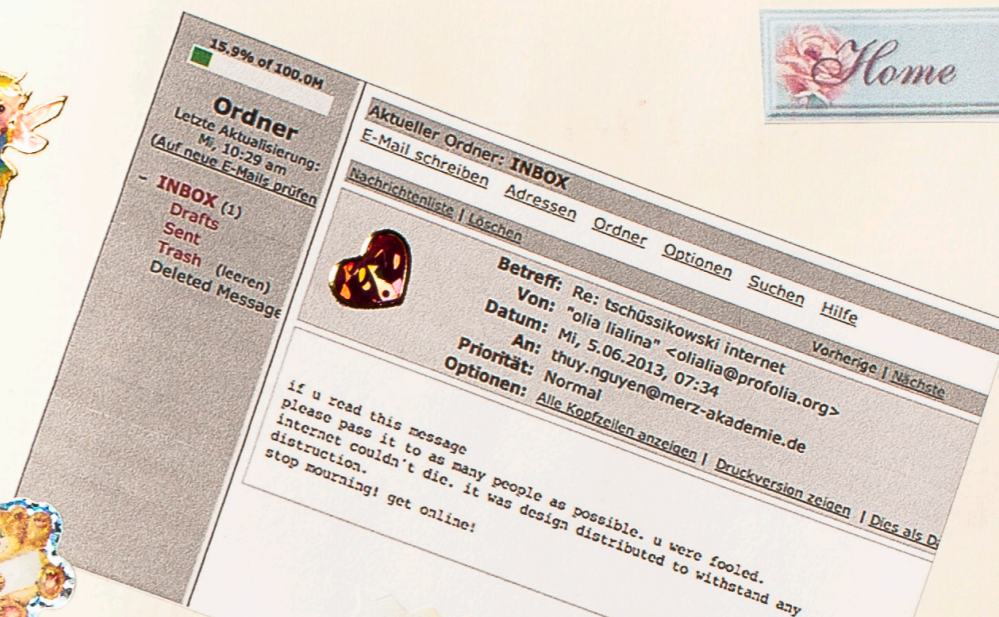 15.9% of 100.0M
Ordner
Letzte Aktualisierung:
Mi, 10:29 am
(Auf neue E-Mails prüfen
– INBOX (1)
Drafts
Sent
Trash (leeren)
Deleted Message
Home
Aktueller Ordner: INBOX
E-Mail schreiben Adressen Ordner Optionen Suchen Hilfe
Nachrichtenliste | Löschen Vorherige | Nächste
Betreff: Re: tschüssikowski internet
Von: "olia lialina" <olialia@profolia.org>
Datum: Mi, 5.06.2013, 07:34
An: thuy.nguyen@merz-akademie.de
Priorität: Normal
Optionen: Alle Kopfzeilen anzeigen | Druckversion zeigen | Dies als D
if u read this message
please pass it to as many people as possible. u were fooled.
internet couldn't die. it was design distributed to withstand any
distruction.
stop mourning! get online!